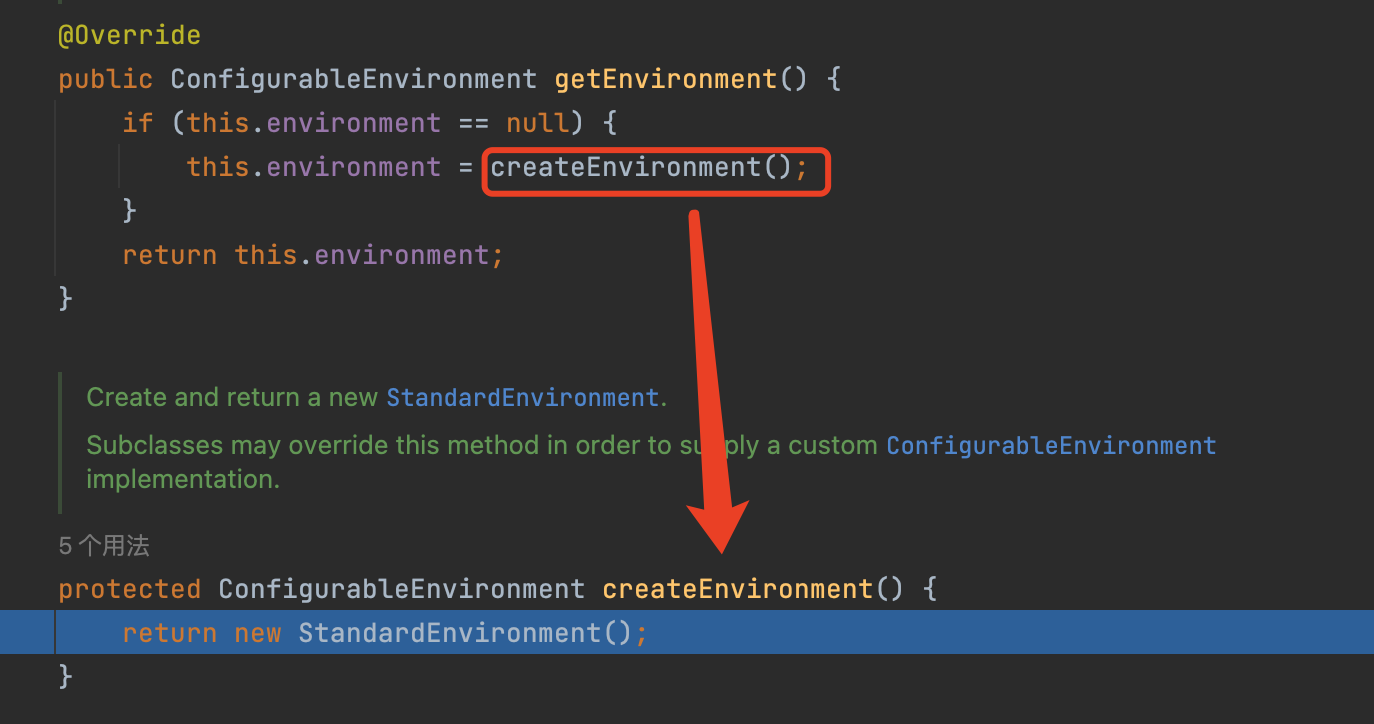 @Override
public ConfigurableEnvironment getEnvironment() {
if (this.environment == null) {
this.environment = createEnvironment();
}
return this.environment;
}
Create and return a new StandardEnvironment.
Subclasses may override this method in order to supply a custom ConfigurableEnvironment
implementation.
5 个用法
protected ConfigurableEnvironment createEnvironment() {
return new StandardEnvironment();
}